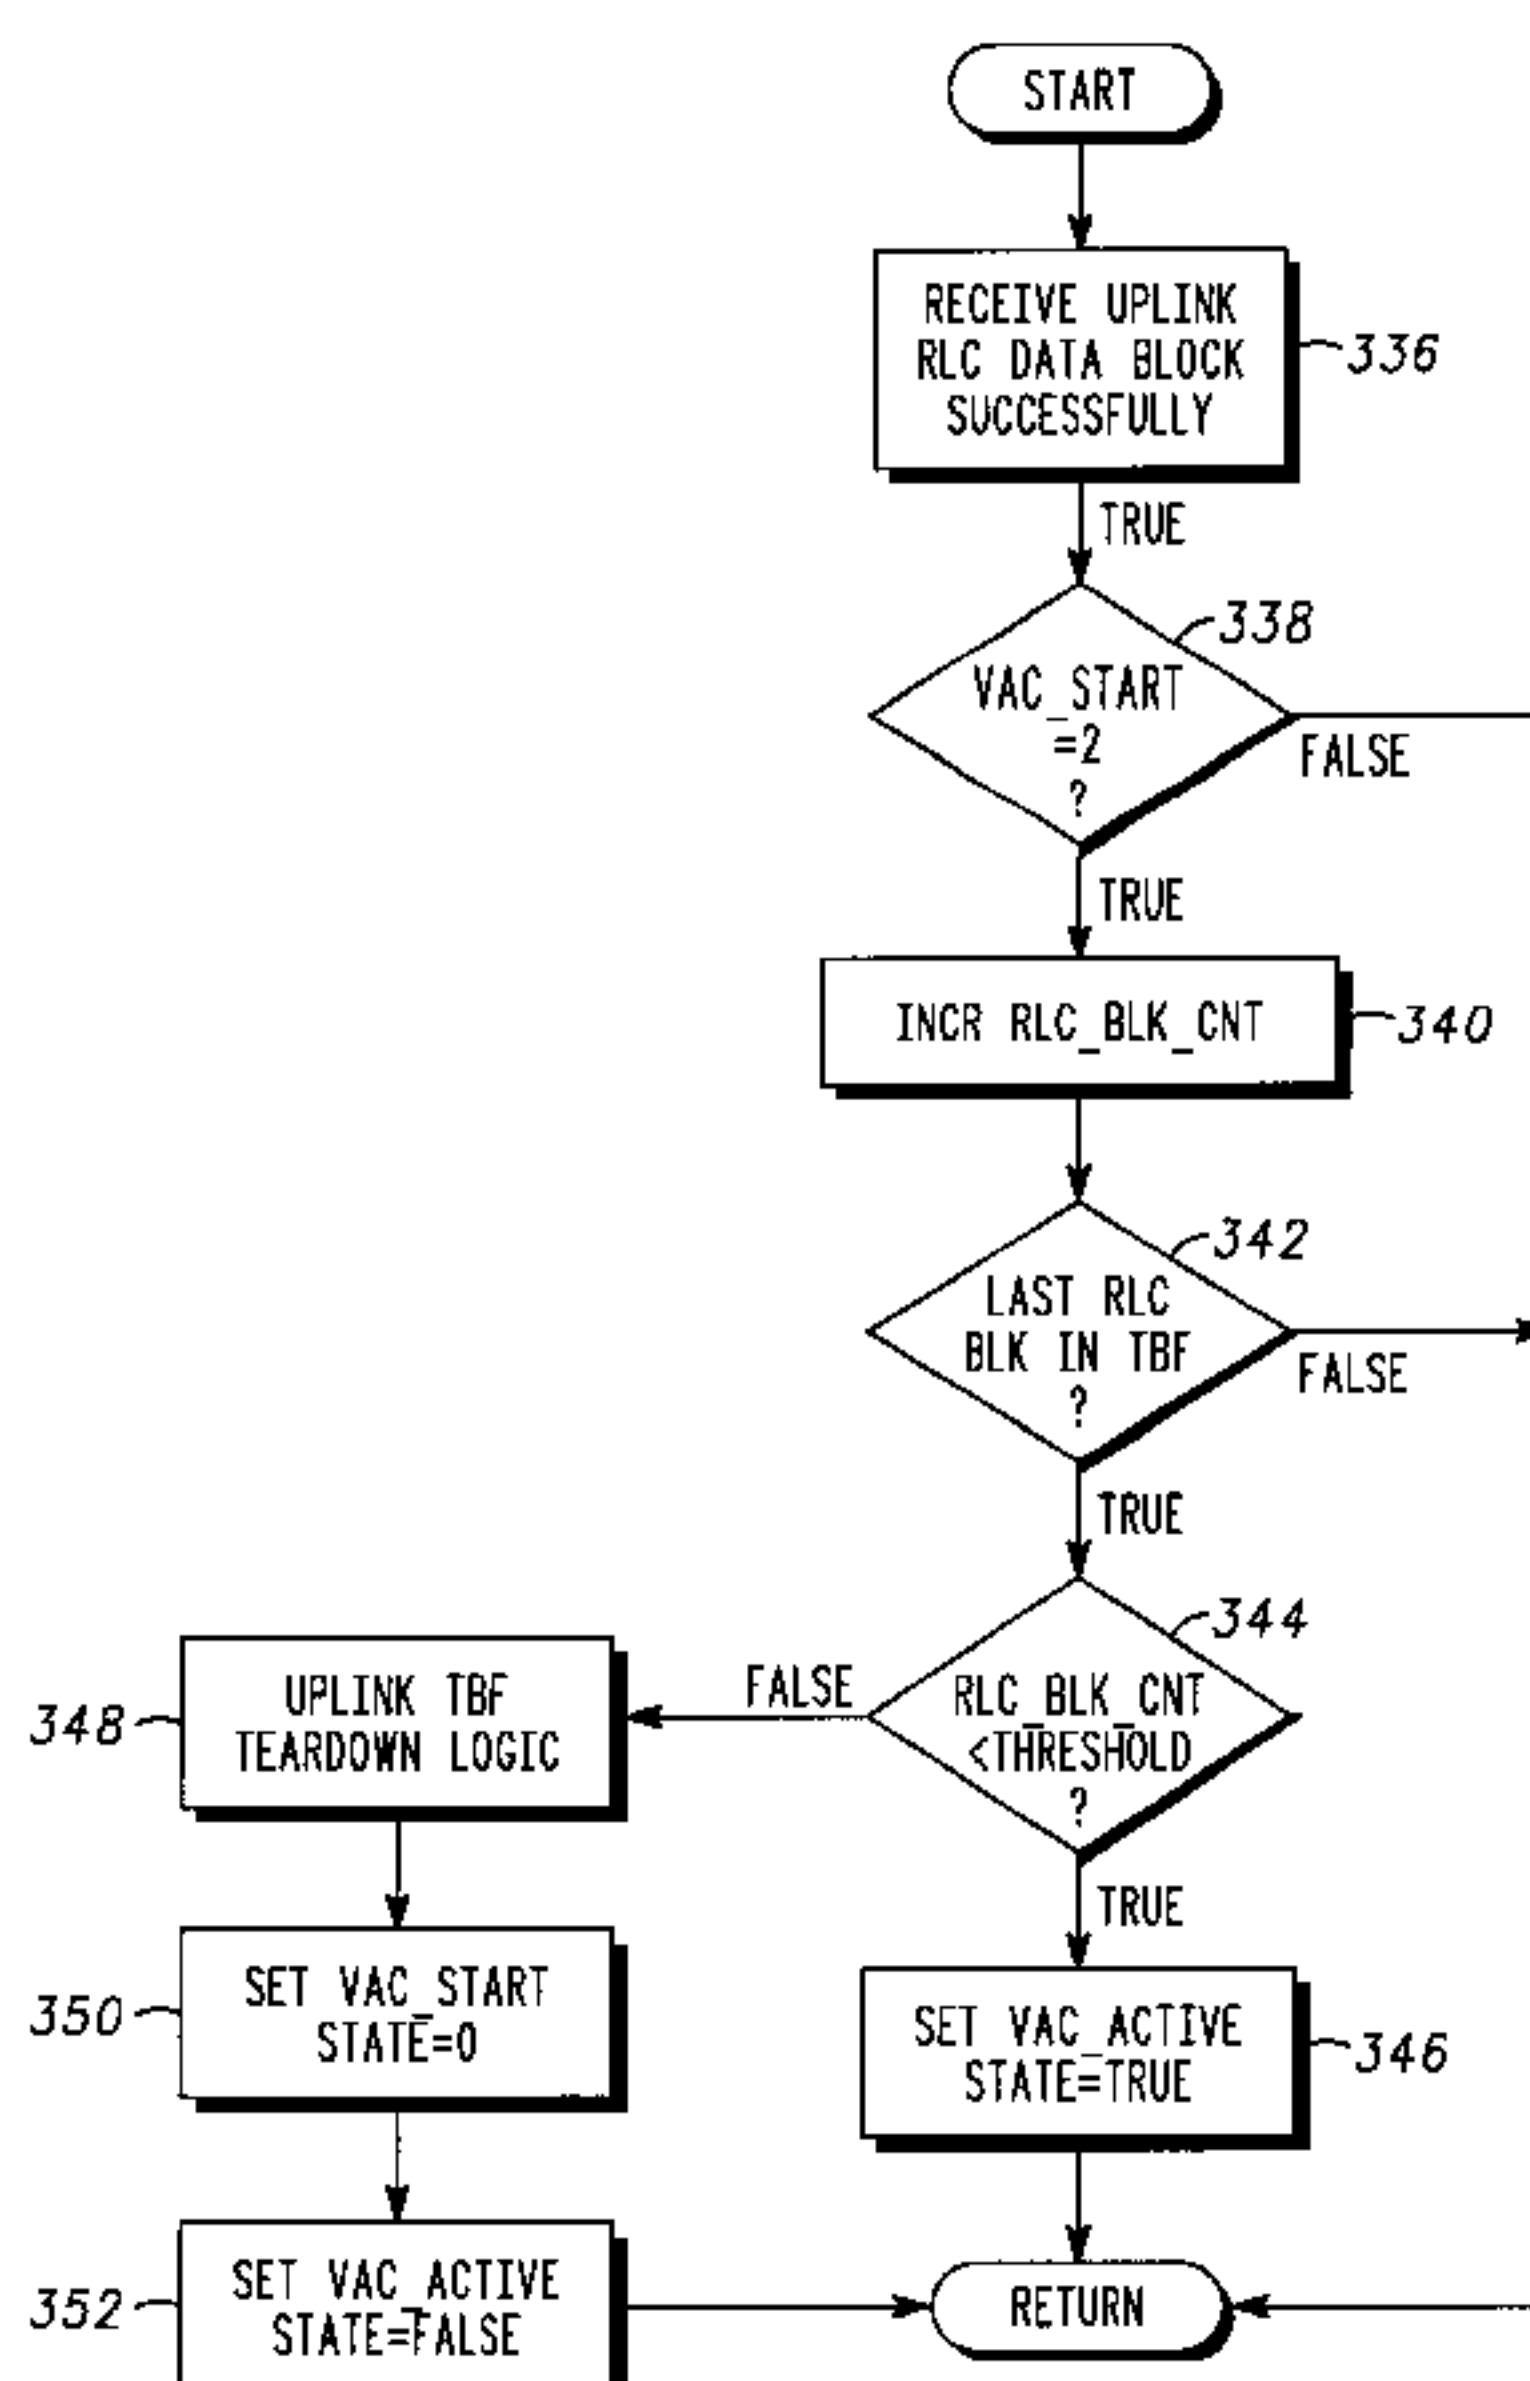 START
RECEIVE UPLINK
RLC DATA BLOCK
SUCCESSFULLY
336
TRUE
338
VAC_START
=2
?
FALSE
TRUE
INCR RLC_BLK_CNT
340
342
LAST RLC
BLK IN TBF
?
FALSE
TRUE
344
RLC_BLK_CNT
<THRESHOLD
?
FALSE
UPLINK TBF
TEARDOWN LOGIC
348
TRUE
SET VAC_START
STATE=0
350
SET VAC_ACTIVE
STATE=TRUE
346
SET VAC_ACTIVE
STATE=FALSE
352
RETURN